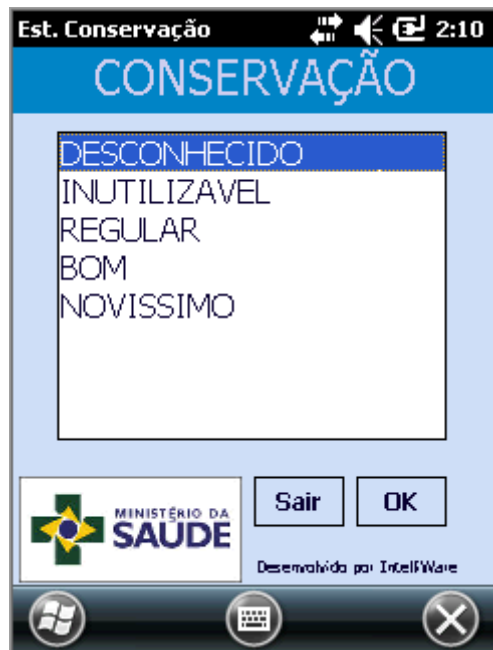 Est. Conservação 2:10
CONSERVAÇÃO
DESCONHECIDO
INUTILIZAVEL
REGULAR
BOM
NOVISSIMO
MINISTÉRIO DA
SAÚDE
Sair OK
Desenvolvido por IntelliWare